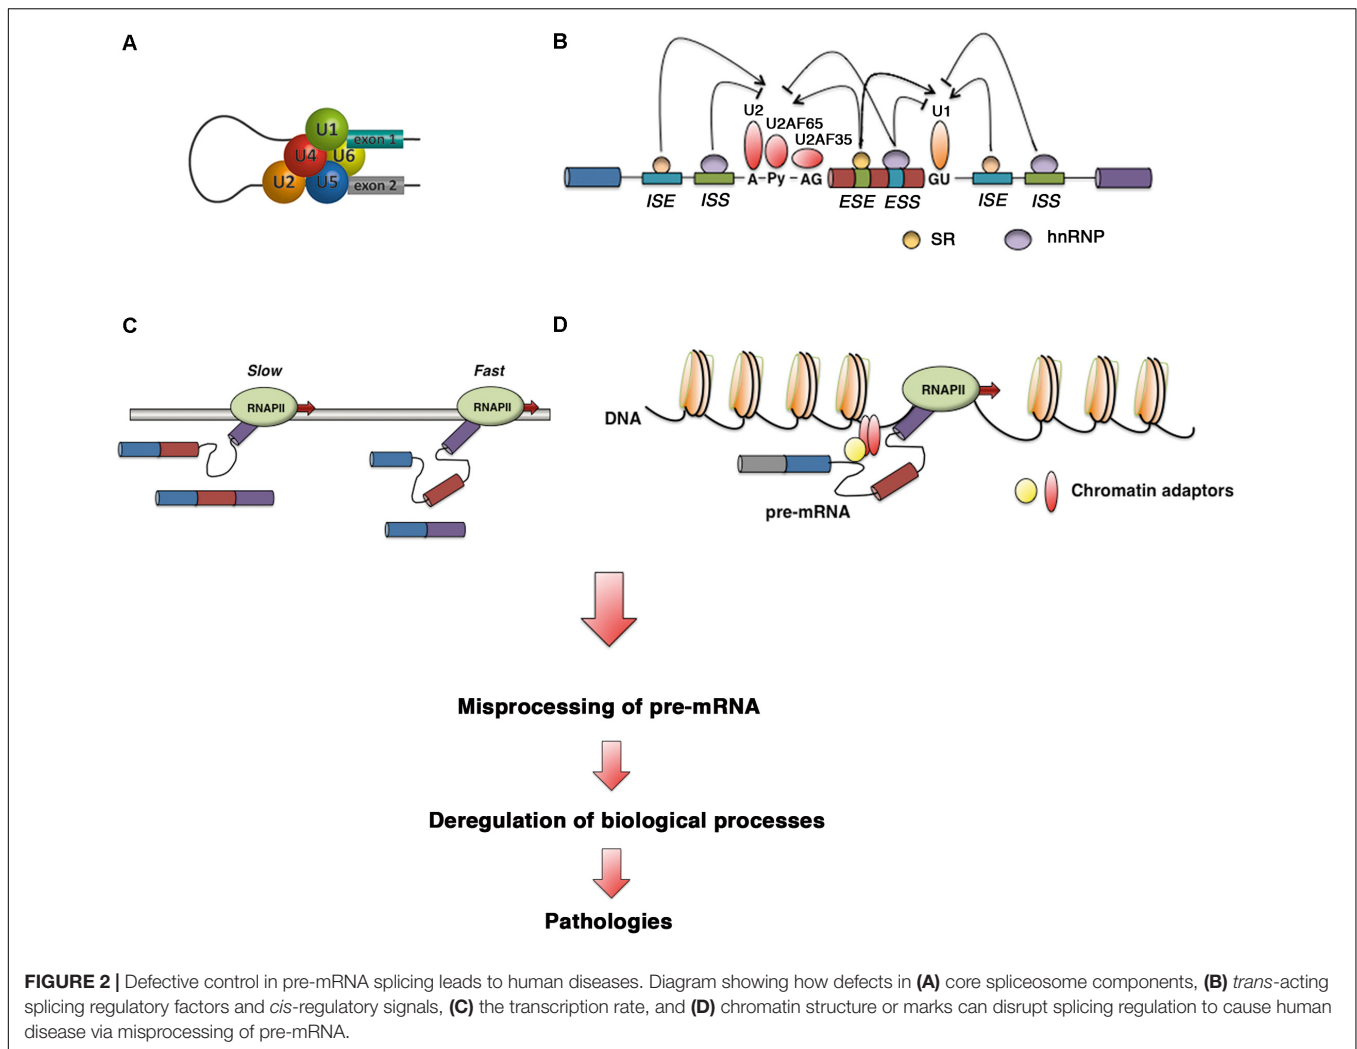 A
U1
exon 1
U4
U6
U2
U5
exon 2
B
U2
U2AF65
U2AF35
U1
A–Py –AG
GU
ISE
ISS
ESE
ESS
ISE
ISS
SR
hnRNP
C
Slow
Fast
RNAPII
RNAPII
D
RNAPII
DNA
pre-mRNA
Chromatin adaptors
Misprocessing of pre-mRNA
Deregulation of biological processes
Pathologies
FIGURE 2 | Defective control in pre-mRNA splicing leads to human diseases. Diagram showing how defects in (A) core spliceosome components, (B) trans-acting
splicing regulatory factors and cis-regulatory signals, (C) the transcription rate, and (D) chromatin structure or marks can disrupt splicing regulation to cause human
disease via misprocessing of pre-mRNA.